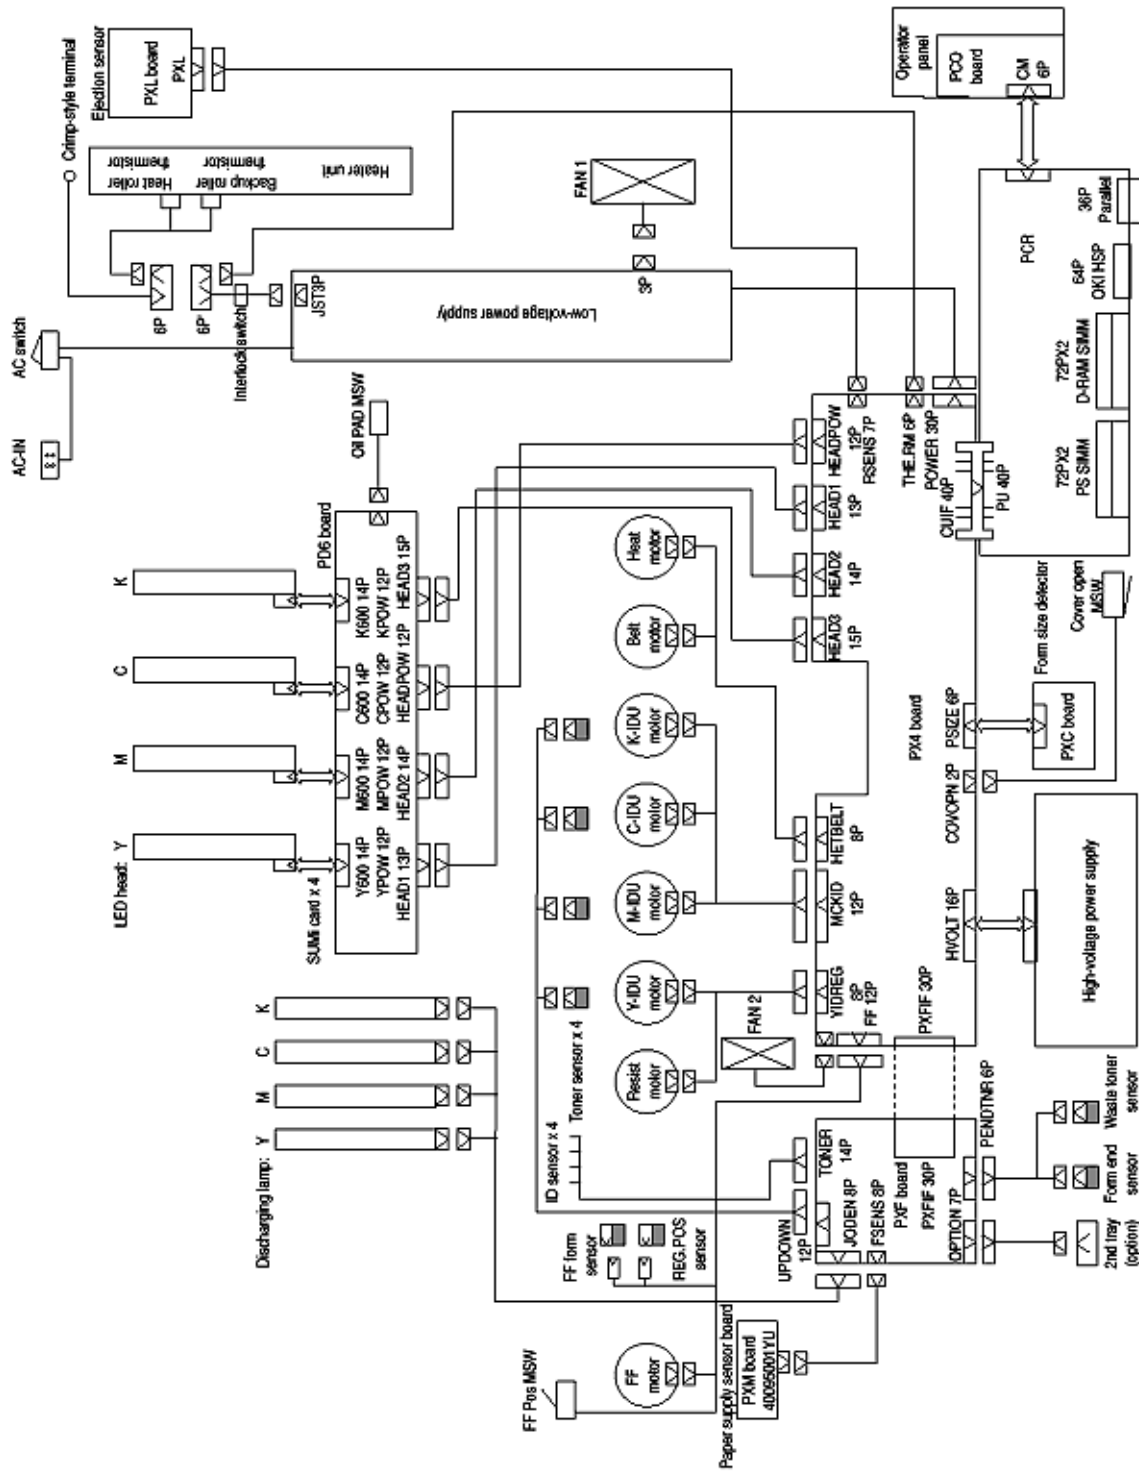 AC-IN
AC switch
Crimp-style terminal
Ejection sensor
PXL board
PXL
Heat roller
thermistor
Backup roller
thermistor
Heater unit
6P
6P'
Interlock switch
JST3P
Low-voltage power supply
3P
FAN 1
Operator
panel
PCO
board
CM
6P
Oil PAD MSW
LED head:
Y
M
C
K
PD6 board
SUMi card x 4
Y600 14P
YPOW 12P
HEAD1 13P
M600 14P
MPOW 12P
HEAD2 14P
C600 14P
CPOW 12P
HEADPOW 12P
K600 14P
KPOW 12P
HEAD3 15P
Discharging lamp:
Y
M
C
K
ID sensor x 4
Toner sensor x 4
Resist
motor
Y-IDU
motor
M-IDU
motor
C-IDU
motor
K-IDU
motor
Belt
motor
Heat
motor
FAN 2
FF Pos MSW
FF
motor
FF form
sensor
REG.POS
sensor
Paper supply sensor board
PXM board
40095001YU
UPDOWN
12P
TONER
14P
JODEN 8P
FSENS 8P
PXF board
PXFIF 30P
OPTION 7P
PENDTNR 6P
2nd tray
(option)
Form end
sensor
Waste toner
sensor
YIDREG
8P
FF 12P
PXFIF 30P
MCKID
12P
HETBELT
8P
HEAD3
15P
HEAD2
14P
HEAD1
13P
HEADPOW
12P
RSENS 7P
THE.RM 6P
POWER 30P
CUIF 40P
PU 40P
PX4 board
HVOLT 16P
COVOPN 2P
PSIZE 6P
High-voltage power supply
Form size detector
PXC board
Cover open
MSW
PCR
72PX2
PS SIMM
72PX2
D-RAM SIMM
64P
OKI HSP
36P
Parallel